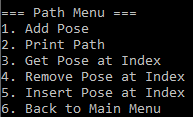 === Path Menu ===
1. Add Pose
2. Print Path
3. Get Pose at Index
4. Remove Pose at Index
5. Insert Pose at Index
6. Back to Main Menu